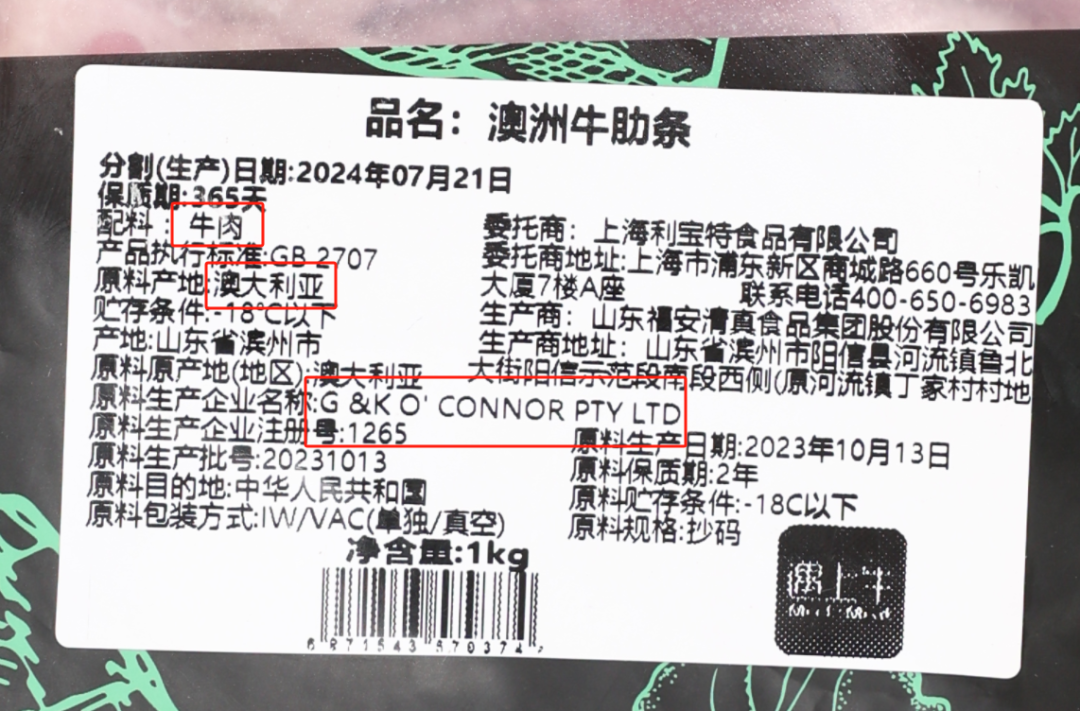 品名：澳洲牛肋条
分割(生产)日期:2024年07月21日
保质期:365天
配料：牛肉
产品执行标准:GB 2707
原料产地:澳大利亚
贮存条件:-18°C以下
产地:山东省滨州市
原料原产地(地区):澳大利亚
原料生产企业名称:G &K O' CONNOR PTY LTD
原料生产企业注册号:1265
原料生产批号:20231013
原料目的地:中华人民共和国
原料包装方式:IW/VAC(单独/真空)
委托商：上海利宝特食品有限公司
委托商地址:上海市浦东新区商城路660号乐凯
大厦7楼A座 联系电话400-650-6983
生产商：山东福安清真食品集团股份有限公司
生产商地址：山东省滨州市阳信县河流镇鲁北
大街阳信示范段南段西侧(原河流镇丁家村村地
原料生产日期:2023年10月13日
原料保质期:2年
原料贮存条件:-18C以下
原料规格:抄码
净含量:1kg
遇上牛